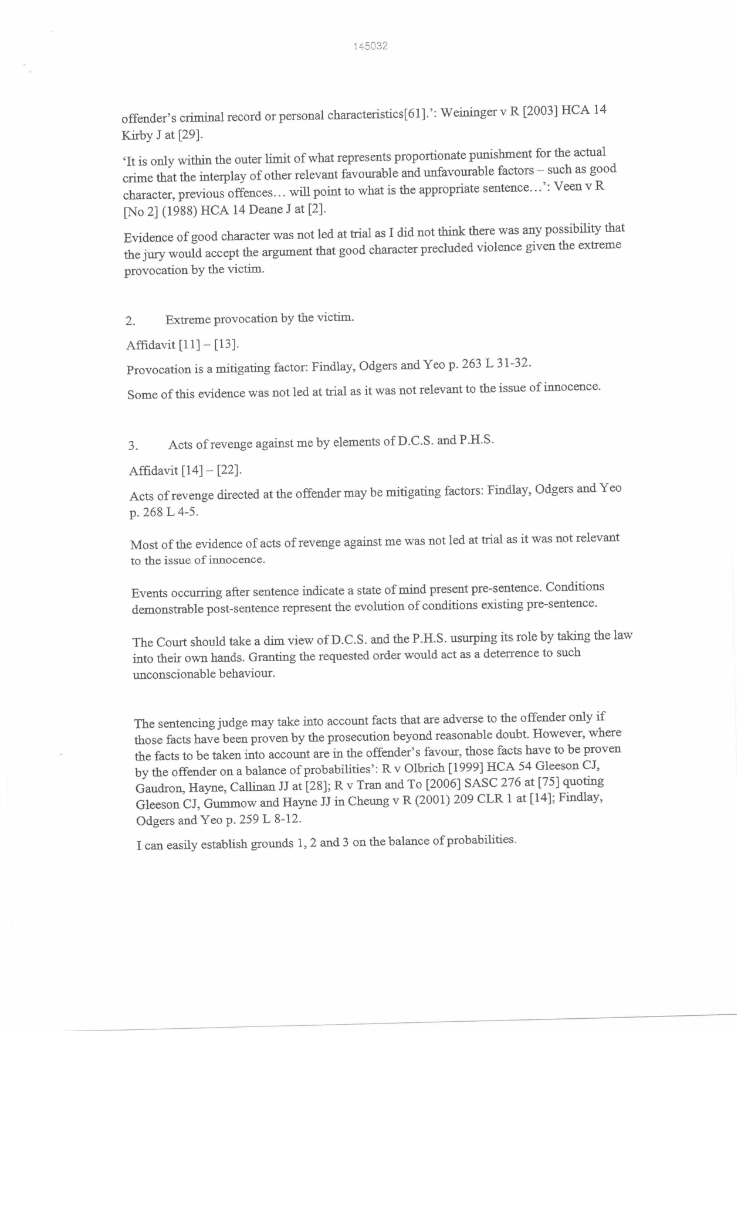 145032
offender's criminal record or personal characteristics[61].': Weininger v R [2003] HCA 14
Kirby J at [29].
'It is only within the outer limit of what represents proportionate punishment for the actual
crime that the interplay of other relevant favourable and unfavourable factors – such as good
character, previous offences… will point to what is the appropriate sentence…': Veen v R
[No 2] (1988) HCA 14 Deane J at [2].
Evidence of good character was not led at trial as I did not think there was any possibility that
the jury would accept the argument that good character precluded violence given the extreme
provocation by the victim.
2. Extreme provocation by the victim.
Affidavit [11] – [13].
Provocation is a mitigating factor: Findlay, Odgers and Yeo p. 263 L 31-32.
Some of this evidence was not led at trial as it was not relevant to the issue of innocence.
3. Acts of revenge against me by elements of D.C.S. and P.H.S.
Affidavit [14] – [22].
Acts of revenge directed at the offender may be mitigating factors: Findlay, Odgers and Yeo
p. 268 L 4-5.
Most of the evidence of acts of revenge against me was not led at trial as it was not relevant
to the issue of innocence.
Events occurring after sentence indicate a state of mind present pre-sentence. Conditions
demonstrable post-sentence represent the evolution of conditions existing pre-sentence.
The Court should take a dim view of D.C.S. and the P.H.S. usurping its role by taking the law
into their own hands. Granting the requested order would act as a deterrence to such
unconscionable behaviour.
The sentencing judge may take into account facts that are adverse to the offender only if
those facts have been proven by the prosecution beyond reasonable doubt. However, where
the facts to be taken into account are in the offender's favour, those facts have to be proven
by the offender on a balance of probabilities': R v Olbrich [1999] HCA 54 Gleeson CJ,
Gaudron, Hayne, Callinan JJ at [28]; R v Tran and To [2006] SASC 276 at [75] quoting
Gleeson CJ, Gummow and Hayne JJ in Cheung v R (2001) 209 CLR 1 at [14]; Findlay,
Odgers and Yeo p. 259 L 8-12.
I can easily establish grounds 1, 2 and 3 on the balance of probabilities.